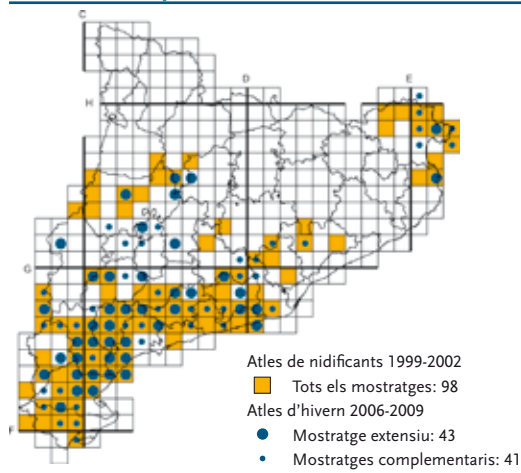 C
D
E
H
G
F
Atles de nidificants 1999-2002
Tots els mostratges: 98
Atles d'hivern 2006-2009
Mostratge extensiu: 43
Mostratges complementaris: 41